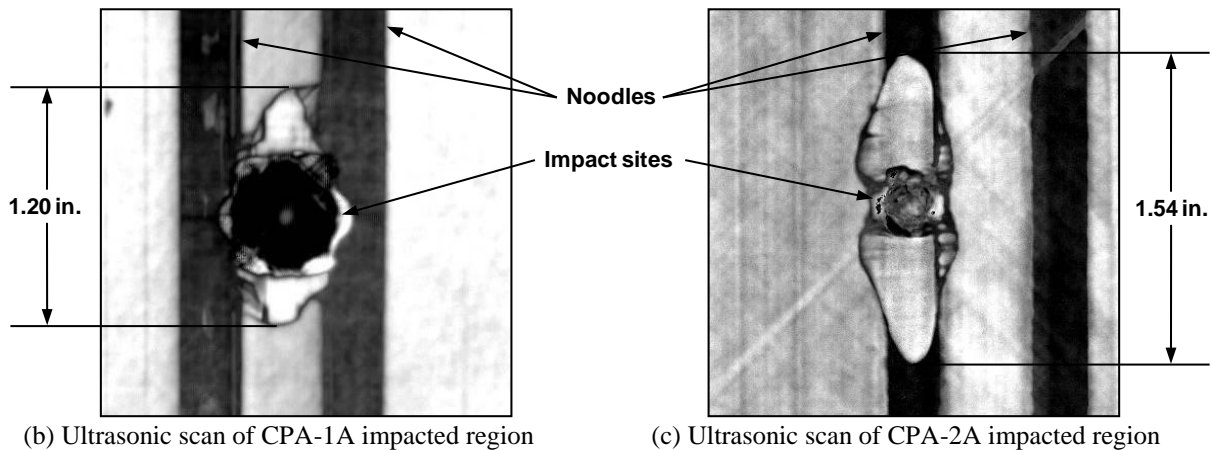 Noodles
Impact sites
1.20 in.
1.54 in.
(b) Ultrasonic scan of CPA-1A impacted region
(c) Ultrasonic scan of CPA-2A impacted region